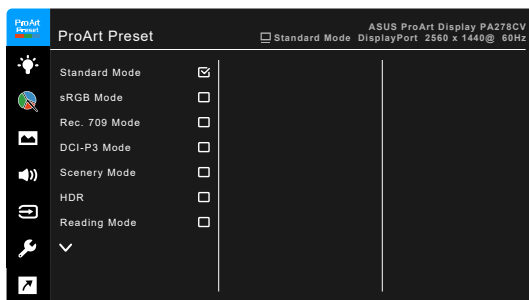 ProArt
Preset
ProArt Preset
ASUS ProArt Display PA278CV
Standard Mode DisplayPort 2560 x 1440@ 60Hz
Standard Mode
sRGB Mode
Rec. 709 Mode
DCI-P3 Mode
Scenery Mode
HDR
Reading Mode